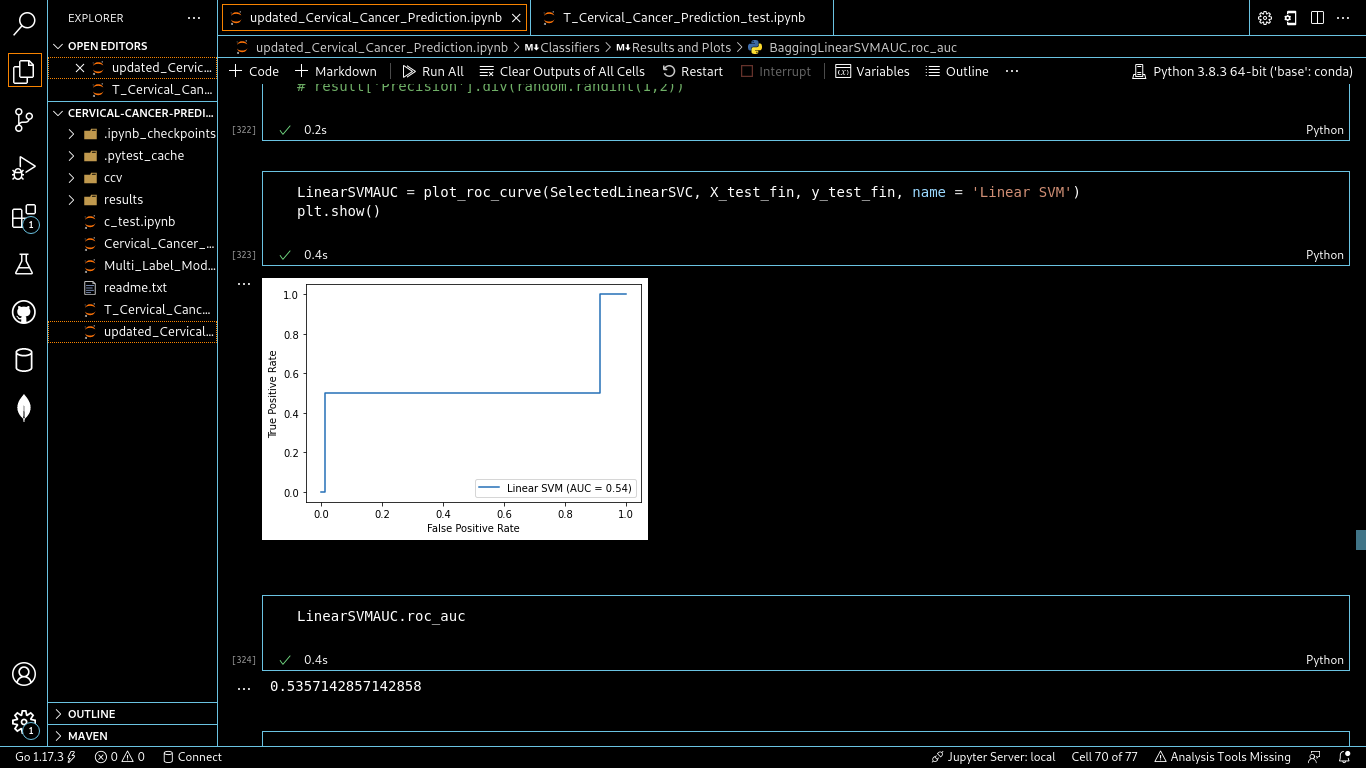 EXPLORER
OPEN EDITORS
updated_Cervic...
T_Cervical_Can...
CERVICAL-CANCER-PREDI...
.ipynb_checkpoints
.pytest_cache
ccv
results
c_test.ipynb
Cervical_Cancer_...
Multi_Label_Mod...
readme.txt
T_Cervical_Canc...
updated_Cervical...
OUTLINE
MAVEN
1
1
updated_Cervical_Cancer_Prediction.ipynb
T_Cervical_Cancer_Prediction_test.ipynb
updated_Cervical_Cancer_Prediction.ipynb > M↓Classifiers > M↓Results and Plots > BaggingLinearSVMAUC.roc_auc
Code Markdown Run All Clear Outputs of All Cells Restart Interrupt Variables Outline ... Python 3.8.3 64-bit ('base': conda)
# result['Precision'].div(random.randint(1,2))
[322] 0.2s Python
LinearSVMAUC = plot_roc_curve(SelectedLinearSVC, X_test_fin, y_test_fin, name = 'Linear SVM')
plt.show()
[323] 0.4s Python
True Positive Rate
1.0
0.8
0.6
0.4
0.2
0.0
Linear SVM (AUC = 0.54)
0.0 0.2 0.4 0.6 0.8 1.0
False Positive Rate
LinearSVMAUC.roc_auc
[324] 0.4s Python
0.5357142857142858
Go 1.17.3 0 0 Connect Jupyter Server: local Cell 70 of 77 Analysis Tools Missing